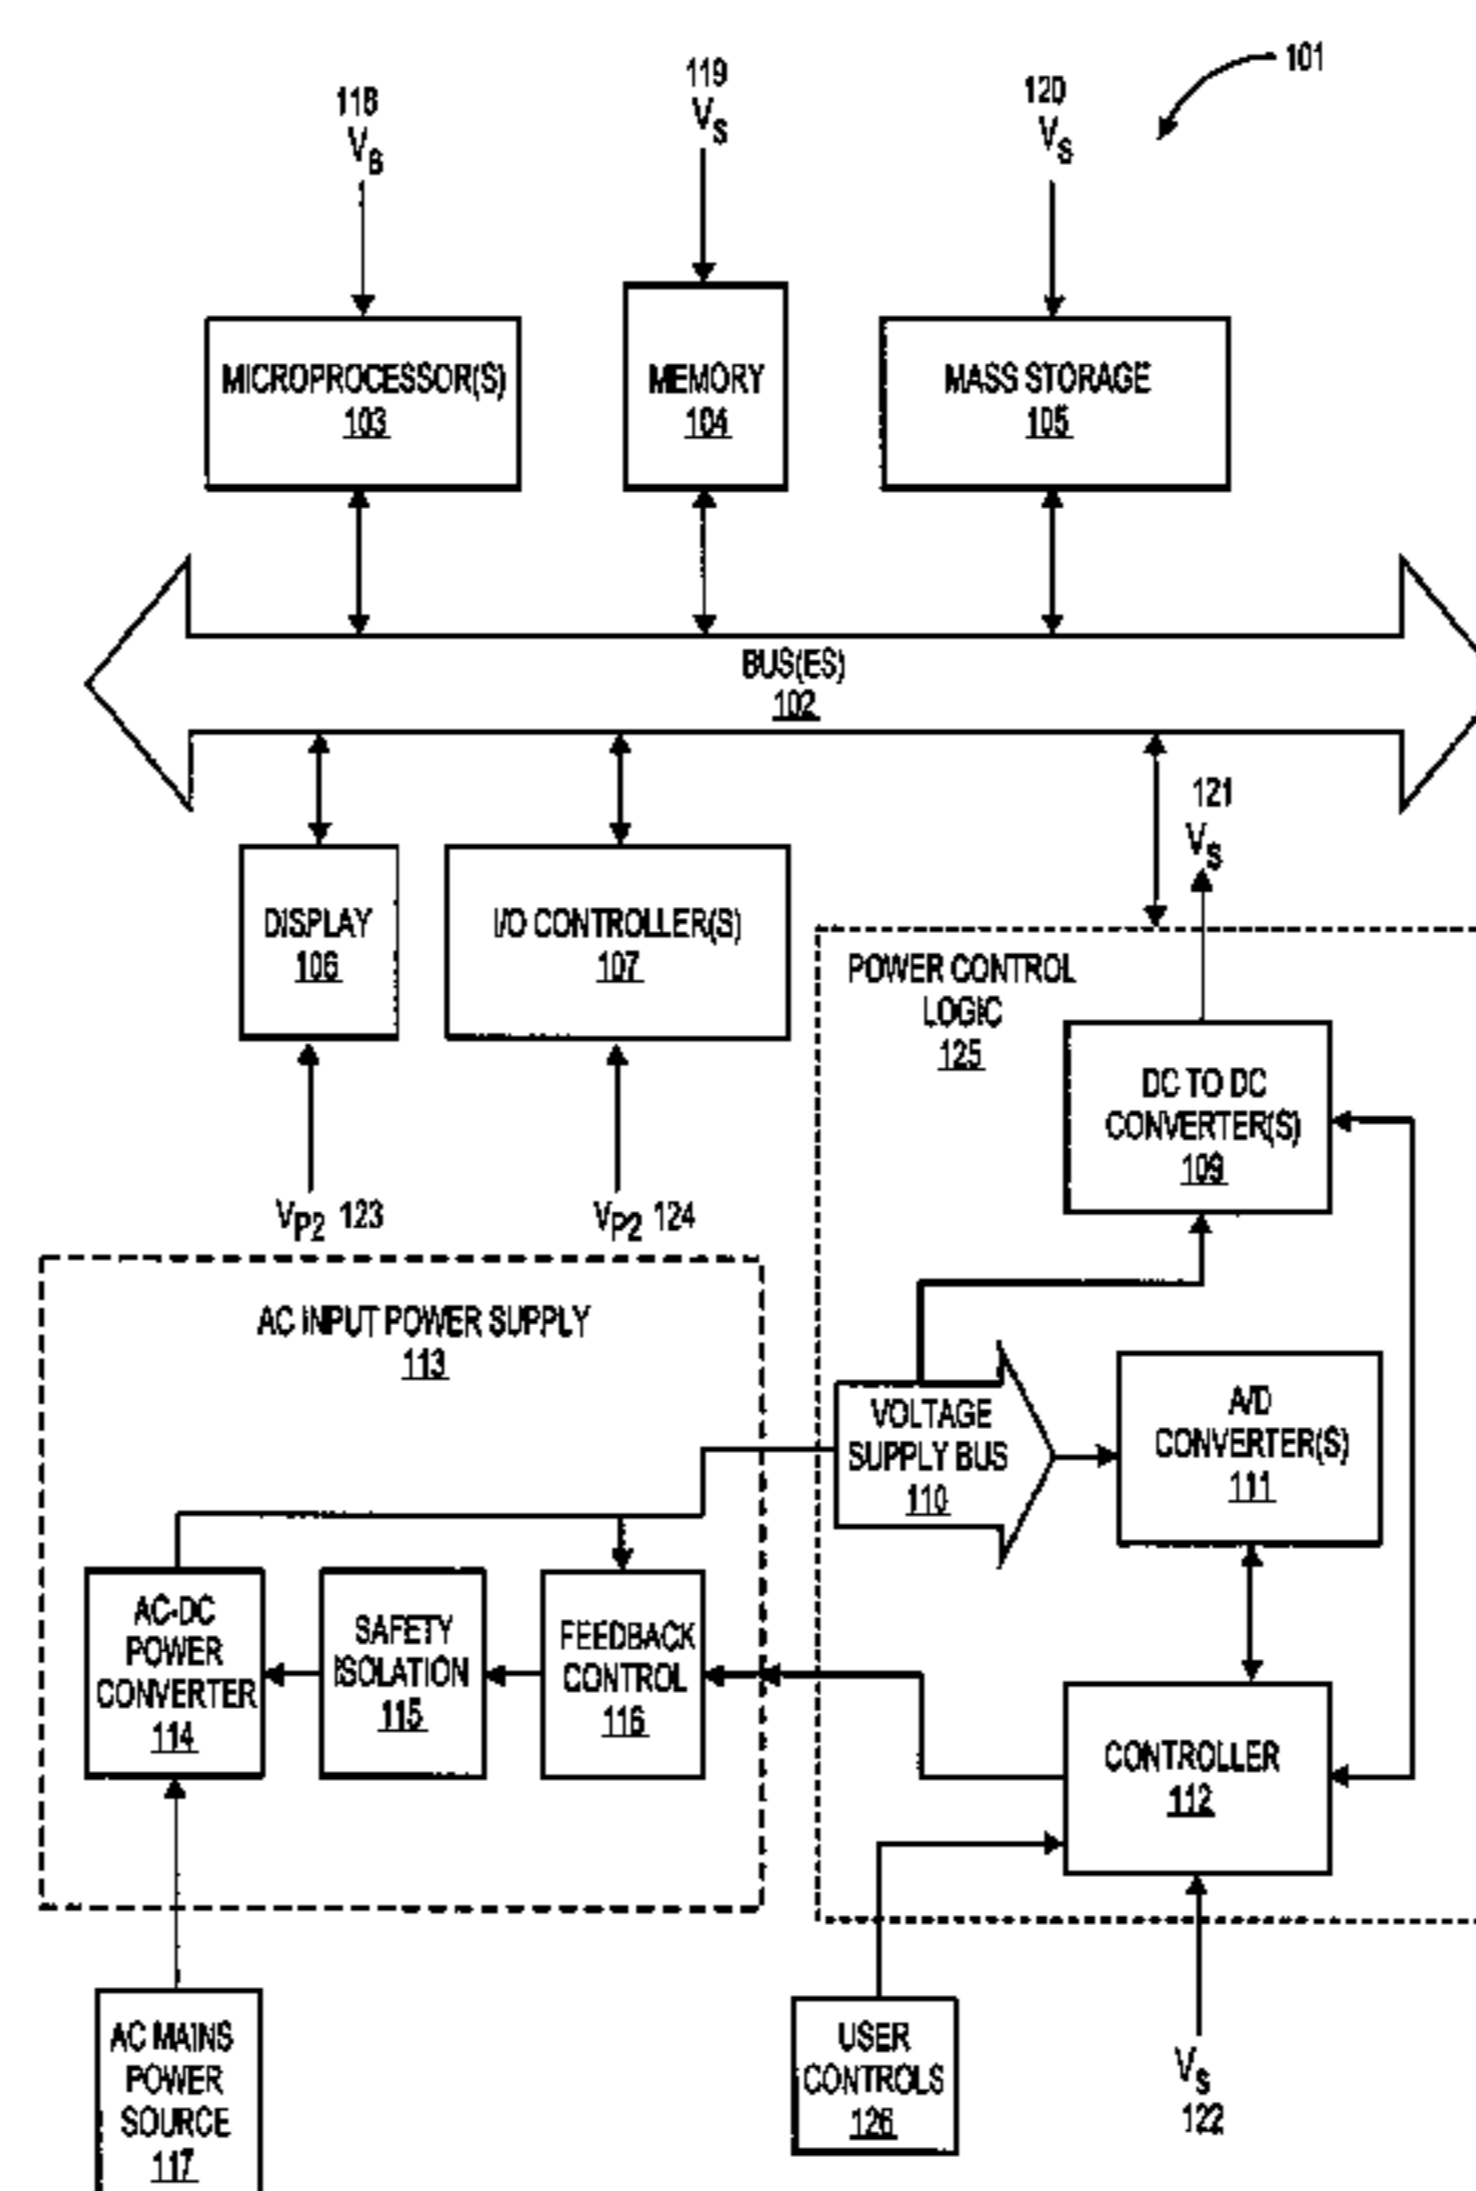 101
118
VS
119
VS
120
VS
MICROPROCESSOR(S)
103
MEMORY
104
MASS STORAGE
105
BUS(ES)
102
121
VS
DISPLAY
106
I/O CONTROLLER(S)
107
POWER CONTROL
LOGIC
125
DC TO DC
CONVERTER(S)
109
VP2 123
VP2 124
AC INPUT POWER SUPPLY
113
VOLTAGE
SUPPLY BUS
110
A/D
CONVERTER(S)
111
AC-DC
POWER
CONVERTER
114
SAFETY
ISOLATION
115
FEEDBACK
CONTROL
116
CONTROLLER
112
AC MAINS
POWER
SOURCE
117
USER
CONTROLS
126
VS
122